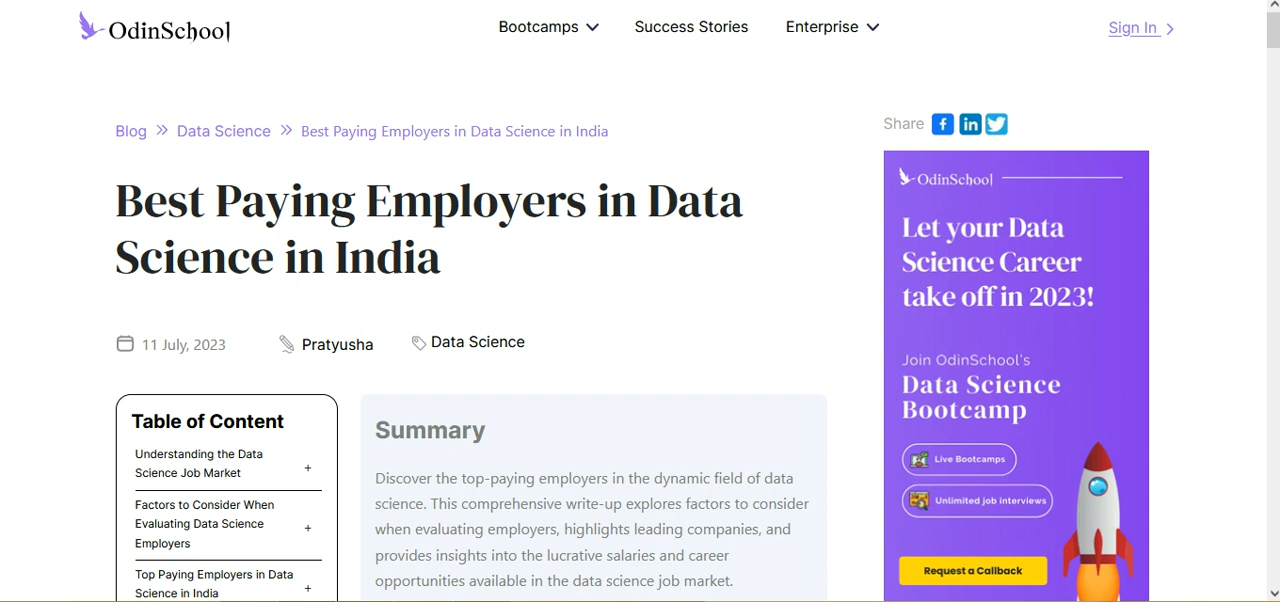 OdinSchool
Bootcamps
Success Stories
Enterprise
Sign In
Blog
Data Science
Best Paying Employers in Data Science in India
Share
Best Paying Employers in Data
Science in India
11 July, 2023
Pratyusha
Data Science
Table of Content
Understanding the Data
Science Job Market
+
Factors to Consider When
Evaluating Data Science
Employers
+
Top Paying Employers in Data
Science in India
+
Summary
Discover the top-paying employers in the dynamic field of data
science. This comprehensive write-up explores factors to consider
when evaluating employers, highlights leading companies, and
provides insights into the lucrative salaries and career
opportunities available in the data science job market.
OdinSchool
Let your Data
Science Career
take off in 2023!
Join OdinSchool's
Data Science
Bootcamp
Live Bootcamps
Unlimited job interviews
Request a Callback